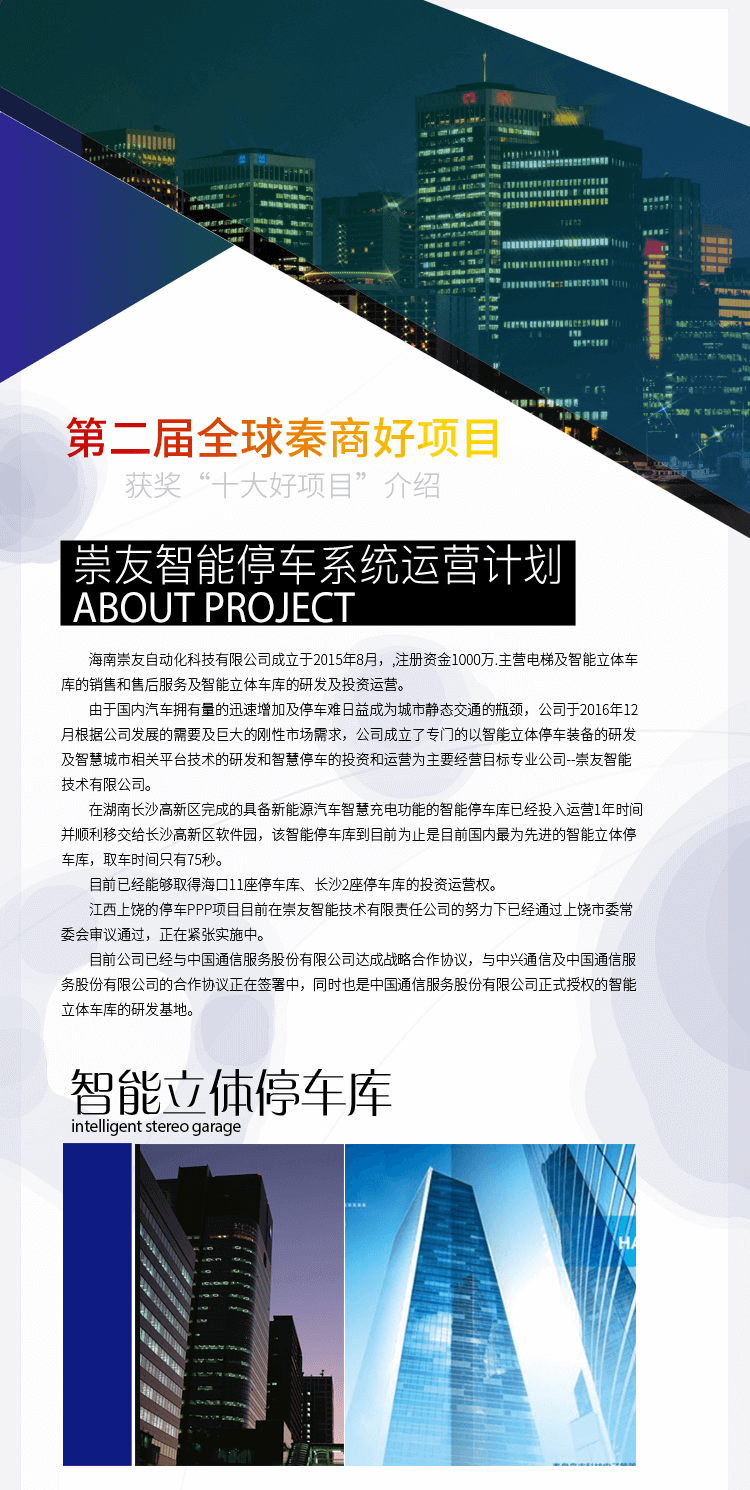 第二届全球秦商好项目
获奖“十大好项目”介绍
崇友智能停车系统运营计划
ABOUT PROJECT
海南崇友自动化科技有限公司成立于2015年8月，,注册资金1000万.主营电梯及智能立体车
库的销售和售后服务及智能立体车库的研发及投资运营。
由于国内汽车拥有量的迅速增加及停车难日益成为城市静态交通的瓶颈，公司于2016年12
月根据公司发展的需要及巨大的刚性市场需求，公司成立了专门的以智能立体停车装备的研发
及智慧城市相关平台技术的研发和智慧停车的投资和运营为主要经营目标专业公司--崇友智能
技术有限公司。
在湖南长沙高新区完成的具备新能源汽车智慧充电功能的智能停车库已经投入运营1年时间
并顺利移交给长沙高新区软件园，该智能停车库到目前为止是目前国内最为先进的智能立体停
车库，取车时间只有75秒。
目前已经能够取得海口11座停车库、长沙2座停车库的投资运营权。
江西上饶的停车PPP项目目前在崇友智能技术有限责任公司的努力下已经通过上饶市委常
委会审议通过，正在紧张实施中。
目前公司已经与中国通信服务股份有限公司达成战略合作协议，与中兴通信及中国通信服
务股份有限公司的合作协议正在签署中，同时也是中国通信服务股份有限公司正式授权的智能
立体车库的研发基地。
智能立体停车库
intelligent stereo garage
HA